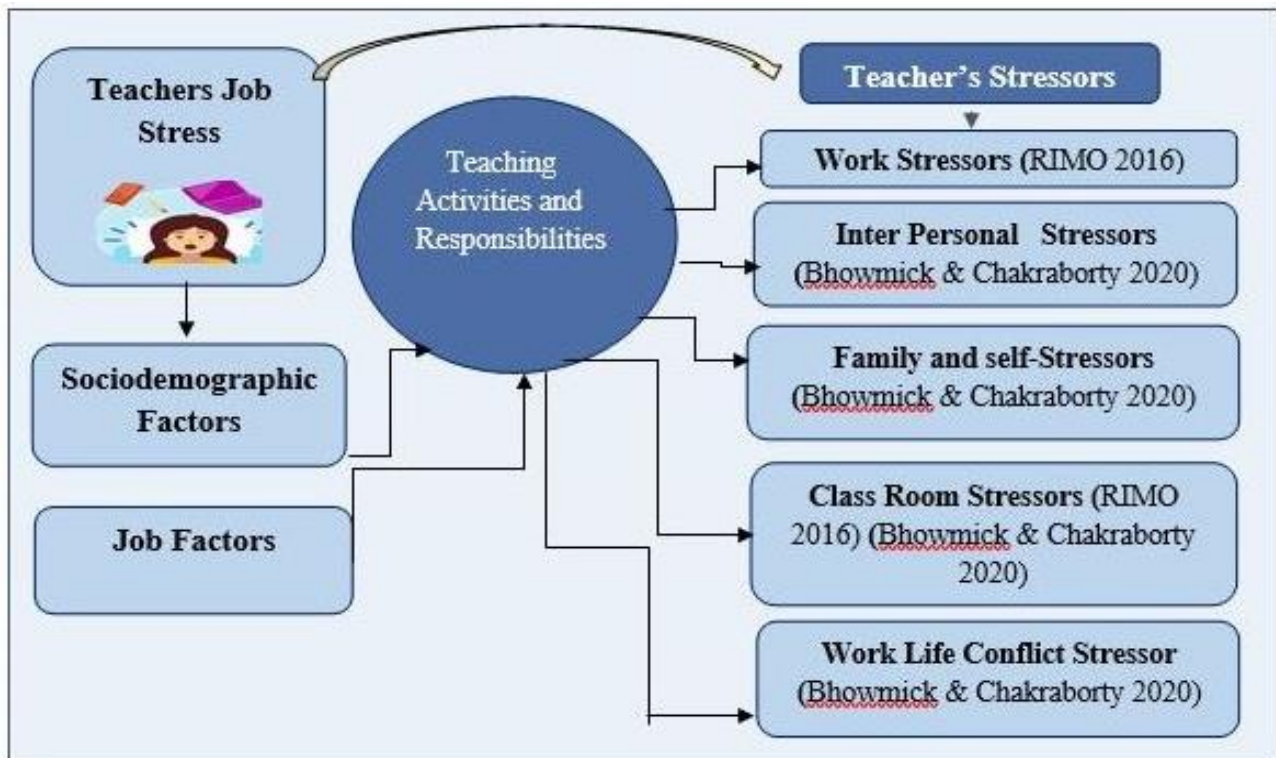 Teachers Job
Stress
Sociodemographic
Factors
Job Factors
Teaching
Activities and
Responsibilities
Teacher’s Stressors
Work Stressors (RIMO 2016)
Inter Personal Stressors
(Bhowmick & Chakraborty 2020)
Family and self-Stressors
(Bhowmick & Chakraborty 2020)
Class Room Stressors (RIMO
2016) (Bhowmick & Chakraborty
2020)
Work Life Conflict Stressor
(Bhowmick & Chakraborty 2020)